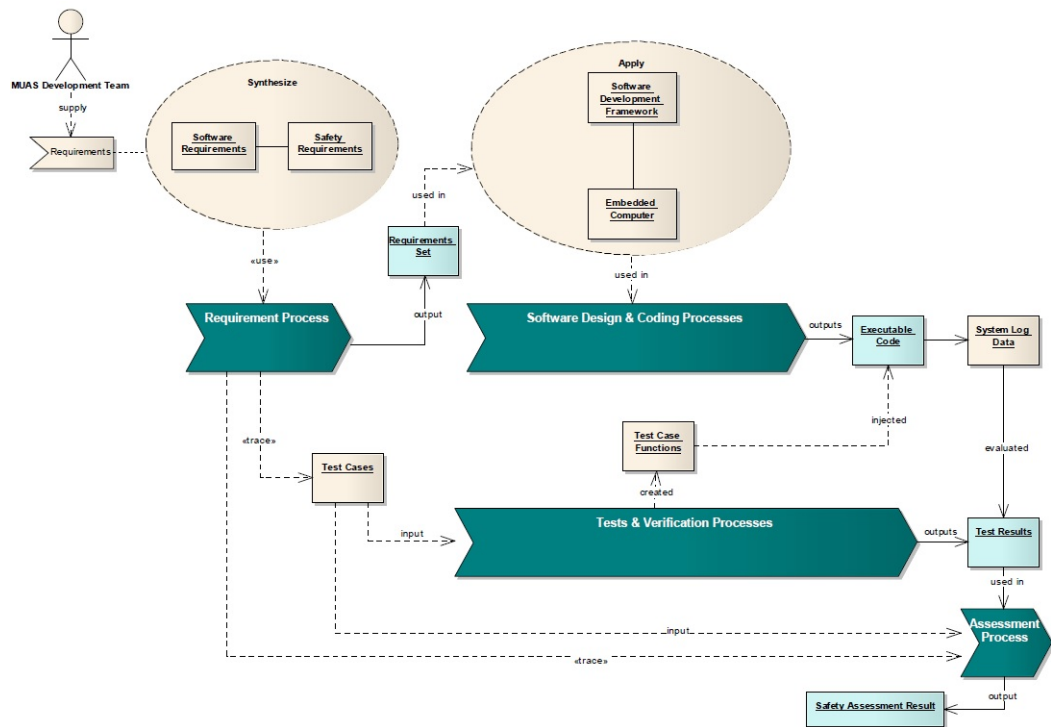 MUAS Development Team
supply
Requirements
Synthesize
Software
Requirements
Safety
Requirements
Apply
Software
Development
Framework
Embedded
Computer
used in
Requirements
Set
«use»
output
used in
Requirement Process
Software Design & Coding Processes
outputs
Executable
Code
System Log
Data
injected
evaluated
«trace»
Test Cases
Test Case
Functions
created
input
Tests & Verification Processes
outputs
Test Results
used in
input
Assessment
Process
«trace»
output
Safety Assessment Result